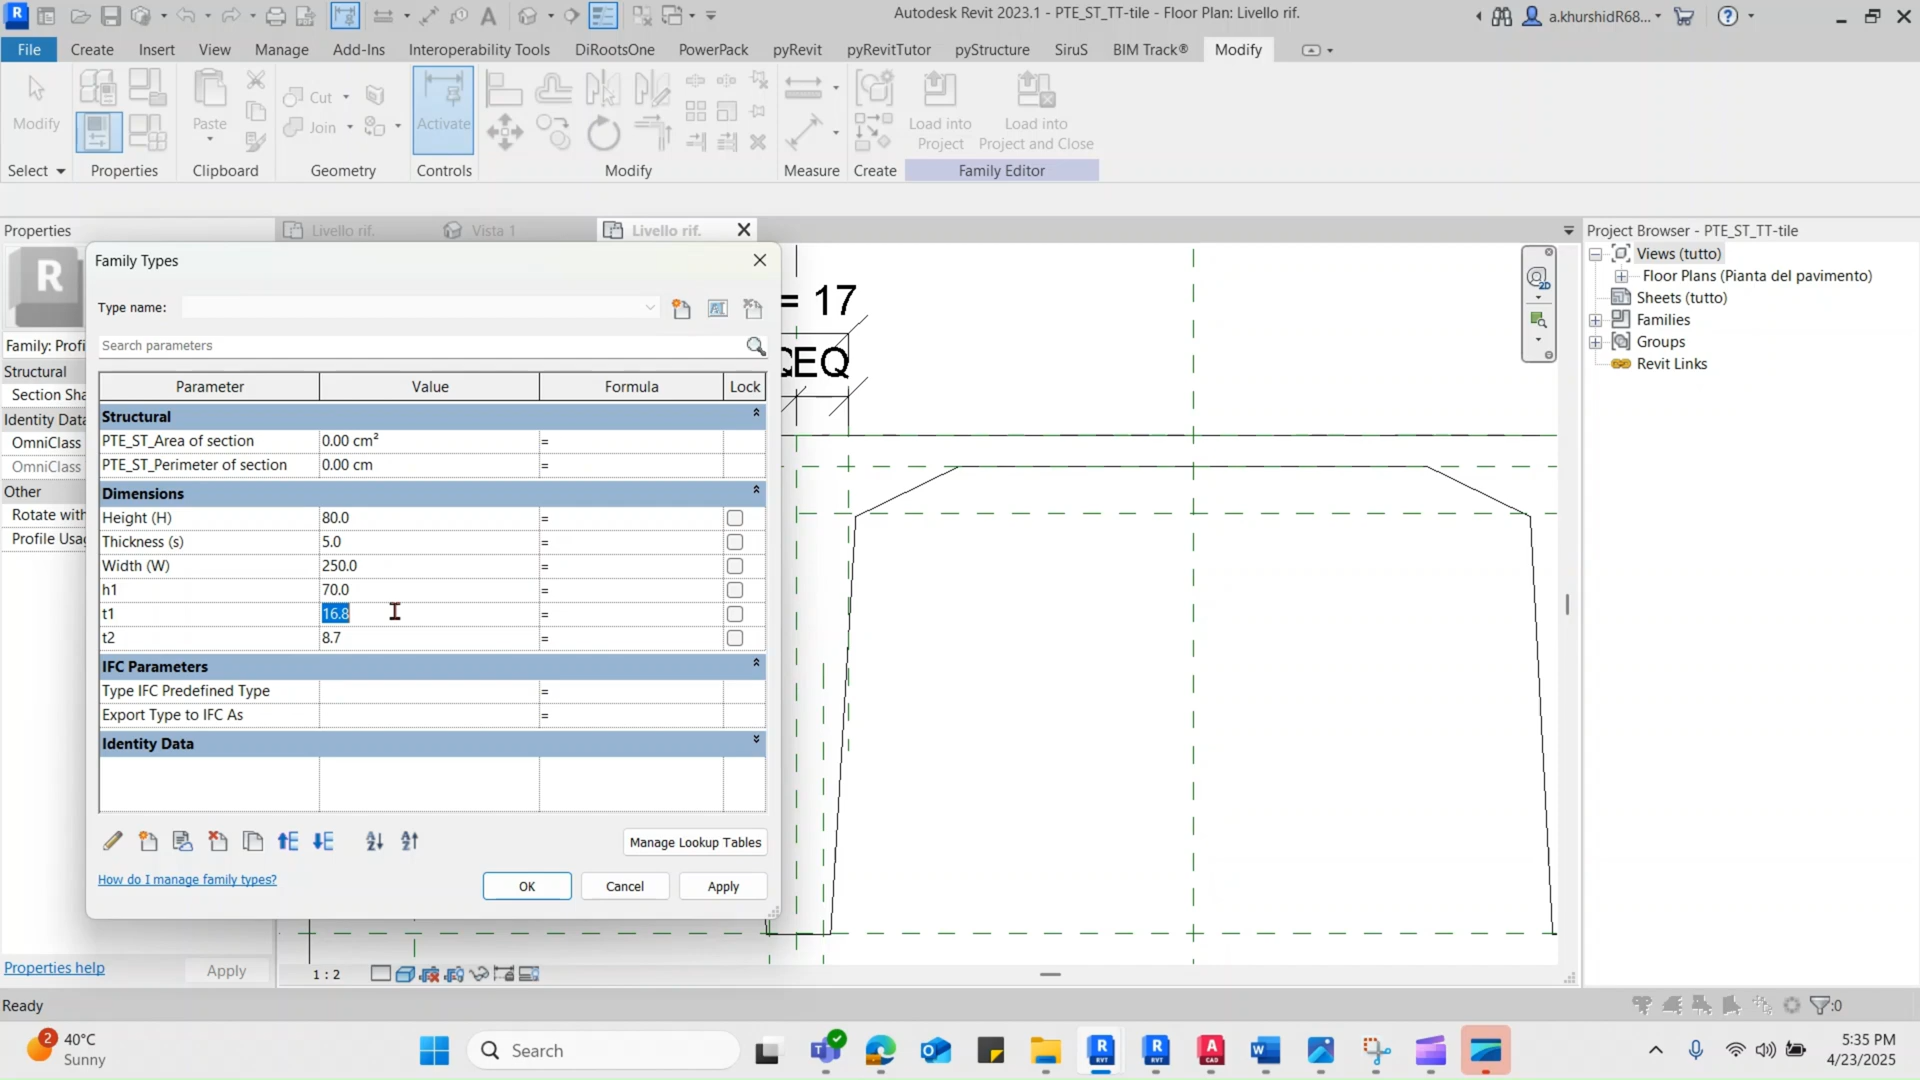 Autodesk Revit 2023.1 - PTE_ST_TT-tile - Floor Plan: Livello rif.
a.khurshidR68...
File Create Insert View Manage Add-Ins Interoperability Tools DiRootsOne PowerPack pyRevit pyRevitTutor pyStructure SiruS BIM Track® Modify
Modify Paste Cut Join Activate Load into Project Load into Project and Close
Select Properties Clipboard Geometry Controls Modify Measure Create Family Editor
Properties
Livello rif.
Vista 1
Livello rif.
Project Browser - PTE_ST_TT-tile
Views (tutto)
Floor Plans (Pianta del pavimento)
Sheets (tutto)
Families
Groups
Revit Links
R
Family: Profi
Structural
Section Sha
Identity Data
OmniClass
OmniClass
Other
Rotate with
Profile Usag
Properties help
Apply
Family Types
Type name:
Search parameters
Parameter Value Formula Lock
Structural
PTE_ST_Area of section 0.00 cm² =
PTE_ST_Perimeter of section 0.00 cm =
Dimensions
Height (H) 80.0 =
Thickness (s) 5.0 =
Width (W) 250.0 =
h1 70.0 =
t1 16.8 =
t2 8.7 =
IFC Parameters
Type IFC Predefined Type =
Export Type to IFC As =
Identity Data
Manage Lookup Tables
How do I manage family types?
OK Cancel Apply
= 17
EQ
2D
1 : 2
Ready
:0
2
40°C
Sunny
Search
5:35 PM
4/23/2025